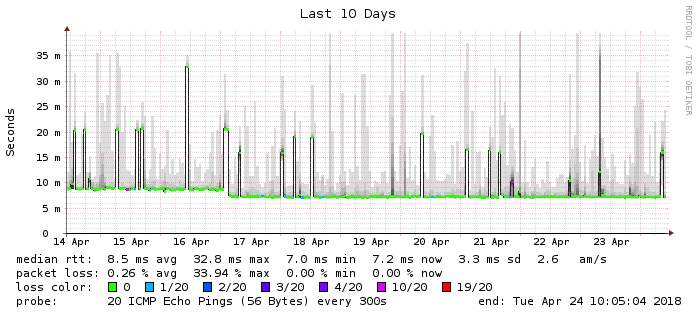 Last 10 Days
RRDTOOL / TOBI OETIKER
Seconds
35 m
30 m
25 m
20 m
15 m
10 m
5 m
0
14 Apr 15 Apr 16 Apr 17 Apr 18 Apr 19 Apr 20 Apr 21 Apr 22 Apr 23 Apr
median rtt: 8.5 ms avg 32.8 ms max 7.0 ms min 7.2 ms now 3.3 ms sd 2.6 am/s
packet loss: 0.26 % avg 33.94 % max 0.00 % min 0.00 % now
loss color: 0 1/20 2/20 3/20 4/20 10/20 19/20
probe: 20 ICMP Echo Pings (56 Bytes) every 300s end: Tue Apr 24 10:05:04 2018